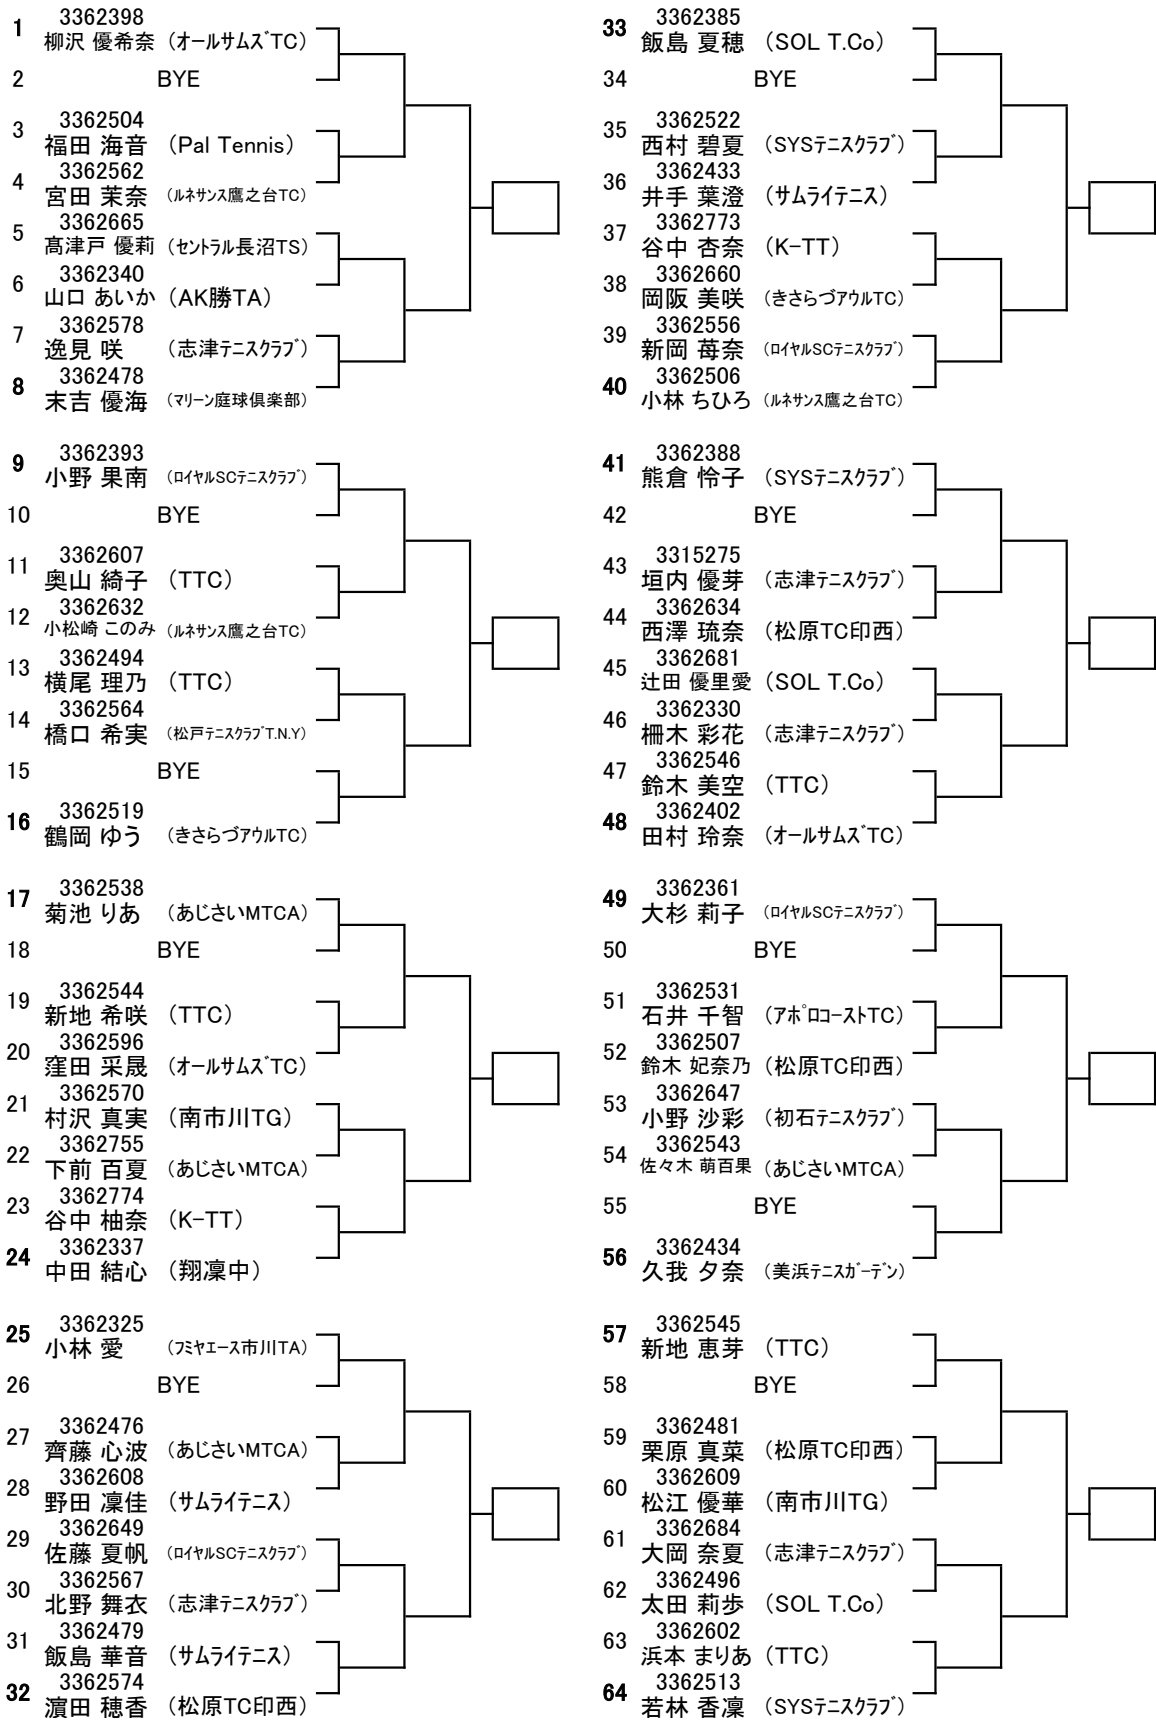 3362398
1 柳沢 優希奈 (オールサムズTC)
2 BYE
3362504
3 福田 海音 (Pal Tennis)
3362562
4 宮田 茉奈 (ルネサンス鷹之台TC)
3362665
5 髙津戸 優莉 (セントラル長沼TS)
3362340
6 山口 あいか (AK勝TA)
3362578
7 逸見 咲 (志津テニスクラブ)
3362478
8 末吉 優海 (マリーン庭球倶楽部)
3362393
9 小野 果南 (ロイヤルSCテニスクラブ)
10 BYE
3362607
11 奥山 綺子 (TTC)
3362632
12 小松崎 このみ (ルネサンス鷹之台TC)
3362494
13 横尾 理乃 (TTC)
3362564
14 橋口 希実 (松戸テニスクラブT.N.Y)
15 BYE
3362519
16 鶴岡 ゆう (きさらづアウルTC)
3362538
17 菊池 りあ (あじさいMTCA)
18 BYE
3362544
19 新地 希咲 (TTC)
3362596
20 窪田 采晟 (オールサムズTC)
3362570
21 村沢 真実 (南市川TG)
3362755
22 下前 百夏 (あじさいMTCA)
3362774
23 谷中 柚奈 (K-TT)
3362337
24 中田 結心 (翔凜中)
3362325
25 小林 愛 (フミヤエース市川TA)
26 BYE
3362476
27 齊藤 心波 (あじさいMTCA)
3362608
28 野田 凜佳 (サムライテニス)
3362649
29 佐藤 夏帆 (ロイヤルSCテニスクラブ)
3362567
30 北野 舞衣 (志津テニスクラブ)
3362479
31 飯島 華音 (サムライテニス)
3362574
32 濵田 穂香 (松原TC印西)
3362385
33 飯島 夏穂 (SOL T.Co)
34 BYE
3362522
35 西村 碧夏 (SYSテニスクラブ)
3362433
36 井手 葉澄 (サムライテニス)
3362773
37 谷中 杏奈 (K-TT)
3362660
38 岡阪 美咲 (きさらづアウルTC)
3362556
39 新岡 苺奈 (ロイヤルSCテニスクラブ)
3362506
40 小林 ちひろ (ルネサンス鷹之台TC)
3362388
41 熊倉 怜子 (SYSテニスクラブ)
42 BYE
3315275
43 垣内 優芽 (志津テニスクラブ)
3362634
44 西澤 琉奈 (松原TC印西)
3362681
45 辻田 優里愛 (SOL T.Co)
3362330
46 柵木 彩花 (志津テニスクラブ)
3362546
47 鈴木 美空 (TTC)
3362402
48 田村 玲奈 (オールサムズTC)
3362361
49 大杉 莉子 (ロイヤルSCテニスクラブ)
50 BYE
3362531
51 石井 千智 (アポロコーストTC)
3362507
52 鈴木 妃奈乃 (松原TC印西)
3362647
53 小野 沙彩 (初石テニスクラブ)
3362543
54 佐々木 萌百果 (あじさいMTCA)
55 BYE
3362434
56 久我 夕奈 (美浜テニスガーデン)
3362545
57 新地 恵芽 (TTC)
58 BYE
3362481
59 栗原 真菜 (松原TC印西)
3362609
60 松江 優華 (南市川TG)
3362684
61 大岡 奈夏 (志津テニスクラブ)
3362496
62 太田 莉歩 (SOL T.Co)
3362602
63 浜本 まりあ (TTC)
3362513
64 若林 香凜 (SYSテニスクラブ)